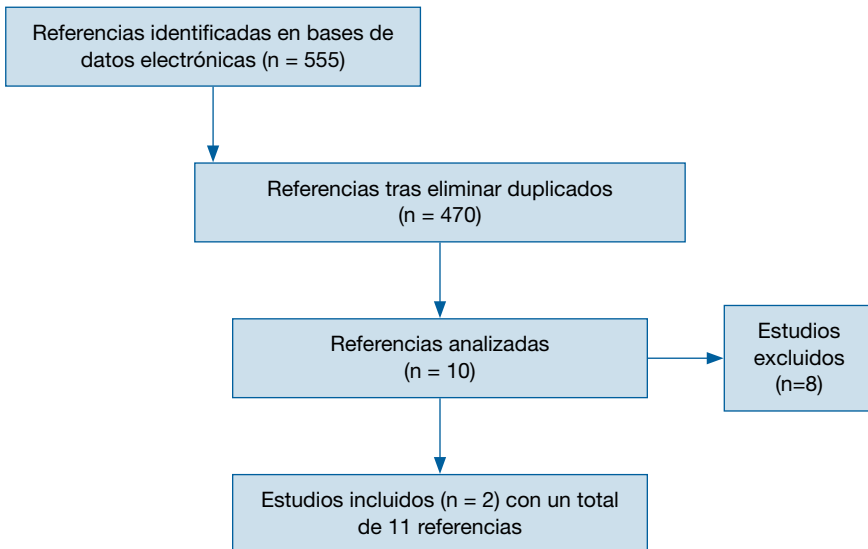 Referencias identificadas en bases de
datos electrónicas (n = 555)
Referencias tras eliminar duplicados
(n = 470)
Referencias analizadas
(n = 10)
Estudios
excluidos
(n=8)
Estudios incluidos (n = 2) con un total
de 11 referencias